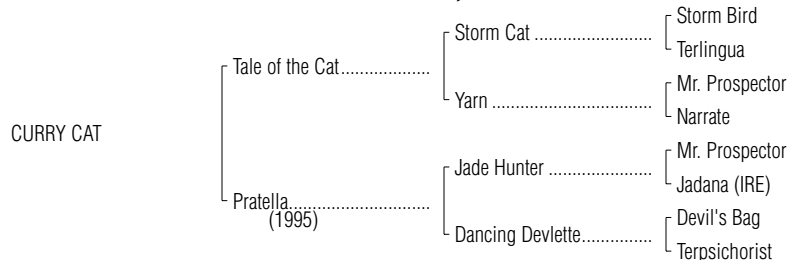 Storm Bird
Storm Cat .........................
Terlingua
Tale of the Cat...................
Mr. Prospector
Yarn ..................................
Narrate
CURRY CAT
Mr. Prospector
Jade Hunter .......................
Jadana (IRE)
Pratella..............................
(1995)
Devil's Bag
Dancing Devlette...............
Terpsichorist